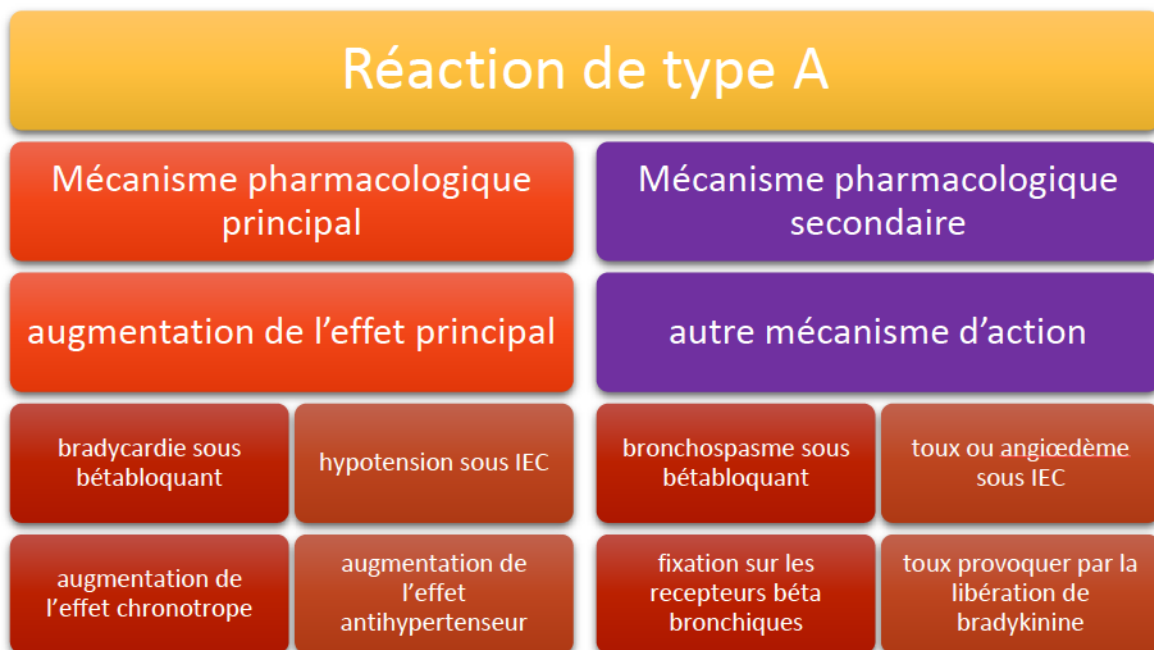 Réaction de type A
Mécanisme pharmacologique
principal
Mécanisme pharmacologique
secondaire
augmentation de l'effet principal
autre mécanisme d'action
bradycardie sous
bétabloquant
hypotension sous IEC
bronchospasme sous
bétabloquant
toux ou angiœdème
sous IEC
augmentation de
l'effet chronotrope
augmentation de
l'effet
antihypertenseur
fixation sur les
recepteurs béta
bronchiques
toux provoquer par la
libération de
bradykinine